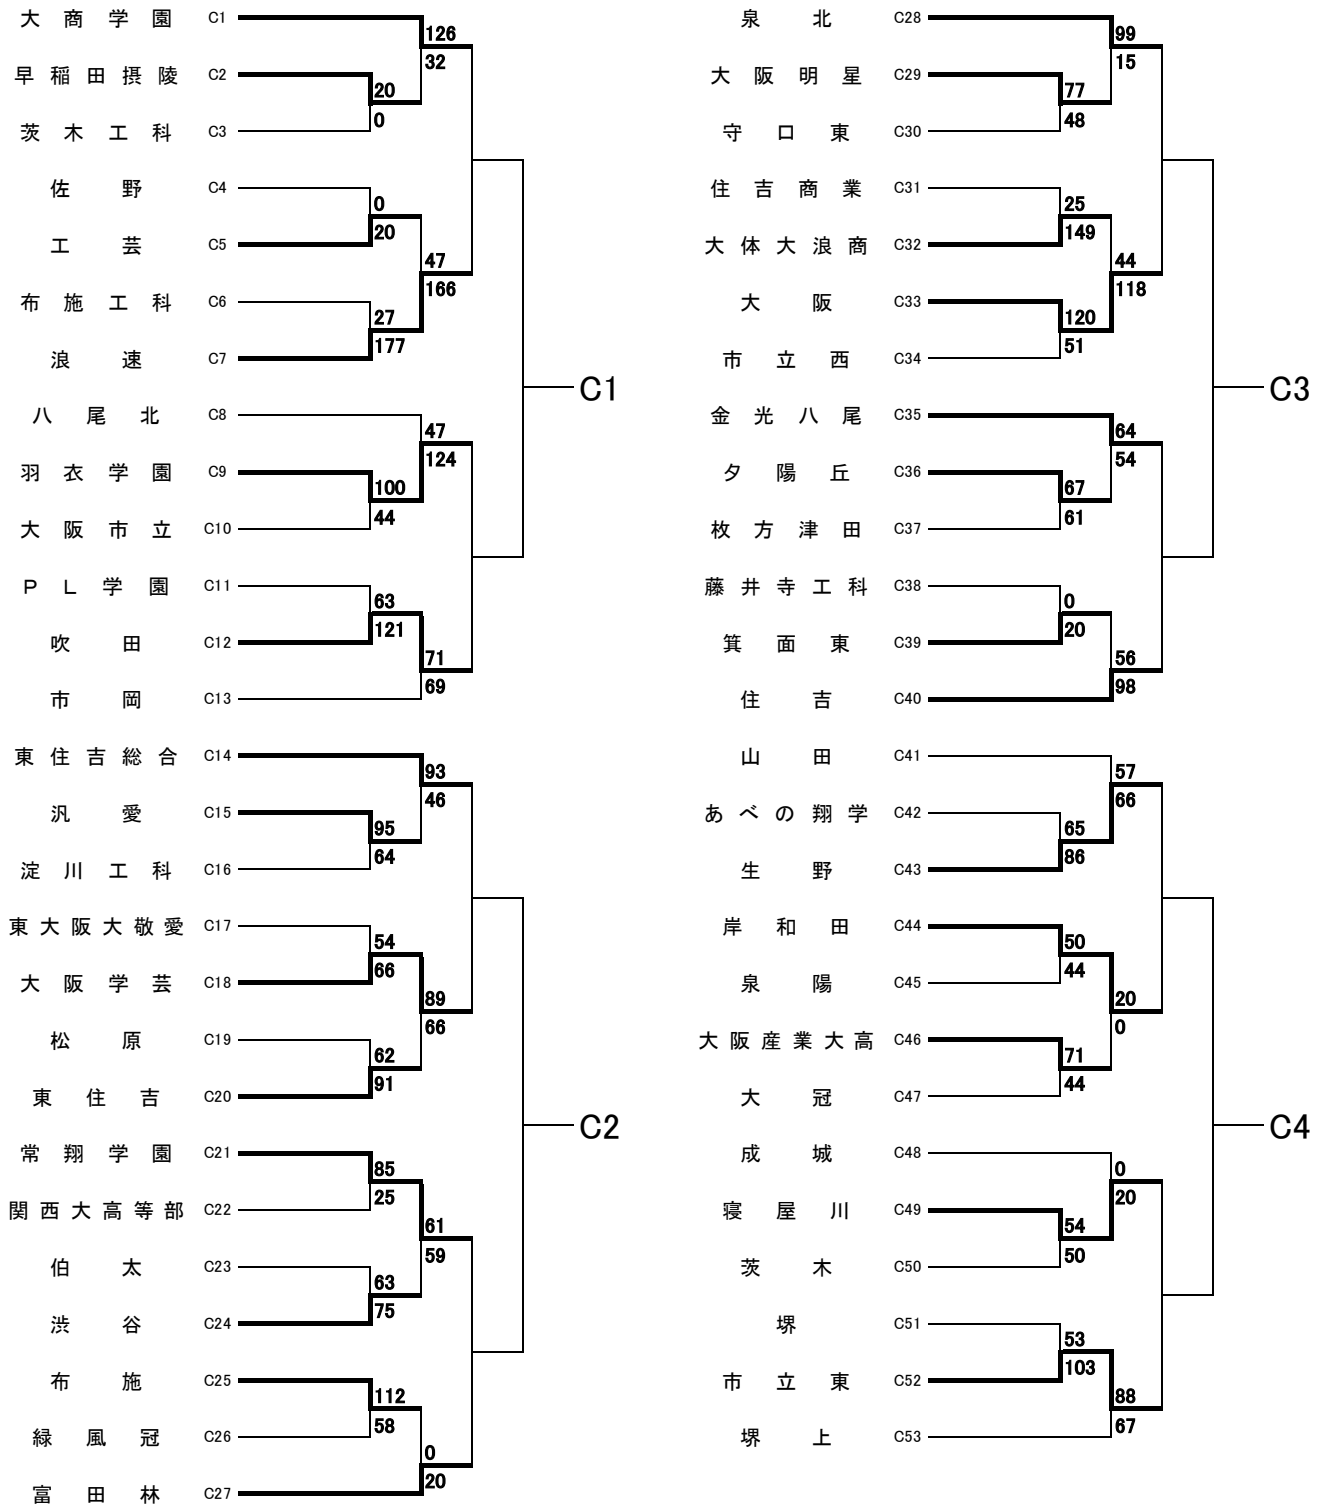 大商学園 C1
126
32
早稲田摂陵 C2
20
0
茨木工科 C3
佐野 C4
0
20
工芸 C5
47
166
布施工科 C6
27
177
浪速 C7
C1
八尾北 C8
47
124
羽衣学園 C9
100
44
大阪市立 C10
PL学園 C11
63
121
吹田 C12
71
69
市岡 C13
東住吉総合 C14
93
46
汎愛 C15
95
64
淀川工科 C16
東大阪大敬愛 C17
54
66
大阪学芸 C18
89
66
松原 C19
62
91
東住吉 C20
C2
常翔学園 C21
85
25
関西大高等部 C22
61
59
伯太 C23
63
75
渋谷 C24
布施 C25
112
58
緑風冠 C26
0
20
富田林 C27
泉北 C28
99
15
大阪明星 C29
77
48
守口東 C30
住吉商業 C31
25
149
大体大浪商 C32
44
118
大阪 C33
120
51
市立西 C34
C3
金光八尾 C35
64
54
夕陽丘 C36
67
61
枚方津田 C37
藤井寺工科 C38
0
20
箕面東 C39
56
98
住吉 C40
山田 C41
57
66
あべの翔学 C42
65
86
生野 C43
岸和田 C44
50
44
泉陽 C45
20
0
大阪産業大高 C46
71
44
大冠 C47
C4
成城 C48
0
20
寝屋川 C49
54
50
茨木 C50
堺 C51
53
103
市立東 C52
88
67
堺上 C53